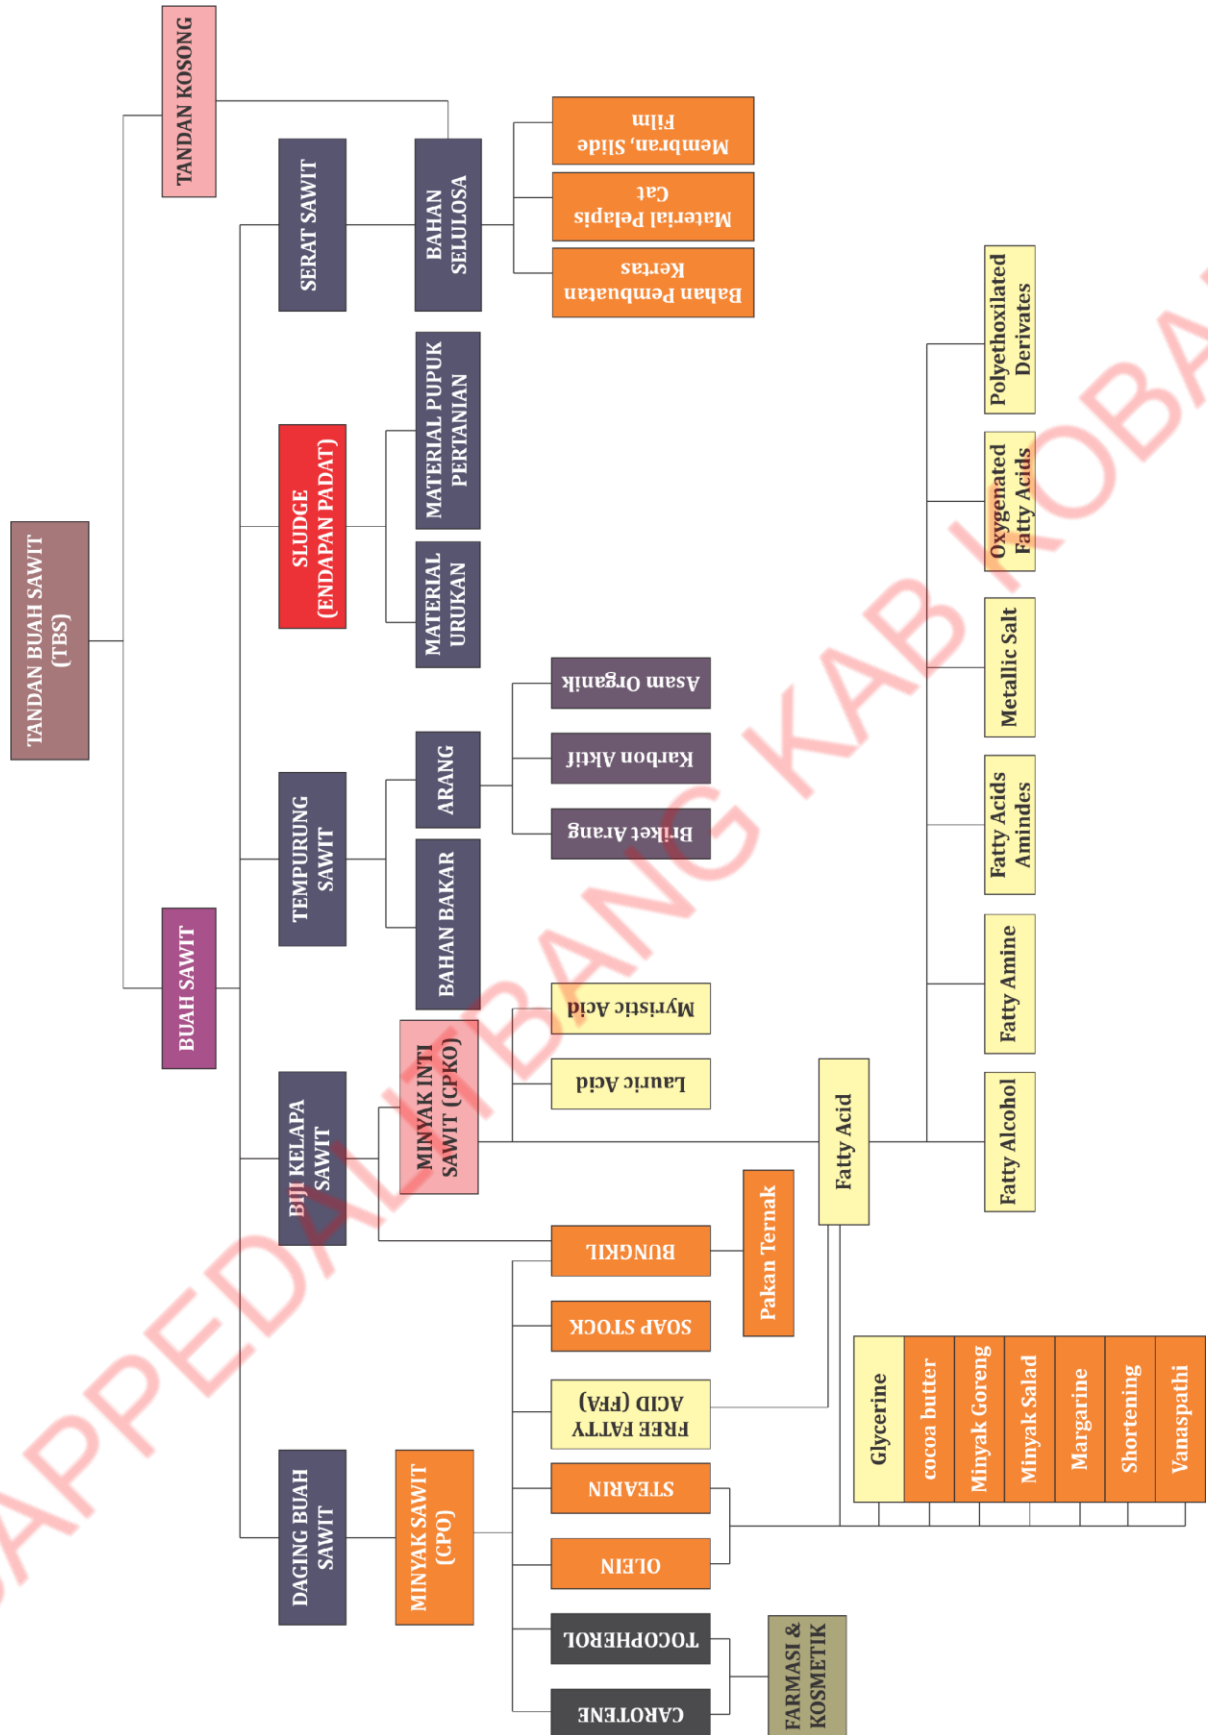 TANDAN BUAH SAWIT
(TBS)
BUAH SAWIT
TANDAN KOSONG
DAGING BUAH
SAWIT
BIJI KELAPA
SAWIT
TEMPURUNG
SAWIT
SLUDGE
(ENDAPAN PADAT)
SERAT SAWIT
MINYAK SAWIT
(CPO)
MINYAK INTI
SAWIT (CPKO)
BAHAN BAKAR
ARANG
MATERIAL
URUKAN
MATERIAL PUPUK
PERTANIAN
BAHAN
SELULOSA
CAROTENE
TOCOPHEROL
OLEIN
STEARIN
FREE FATTY
ACID (FFA)
SOAP STOCK
BUNGKIL
Lauric Acid
Myristic Acid
Briket Arang
Karbon Aktif
Asam Organik
Bahan Pembuatan
Kertas
Material Pelapis
Cat
Membran, Slide
Film
FARMASI &
KOSMETIK
Pakan Ternak
Fatty Acid
Glycerine
cocoa butter
Minyak Goreng
Minyak Salad
Margarine
Shortening
Vanaspathi
Fatty Alcohol
Fatty Amine
Fatty Acids
Amindes
Metallic Salt
Oxygenated
Fatty Acids
Polyethoxilated
Derivates
APPEDALITBANG KAB KOBA